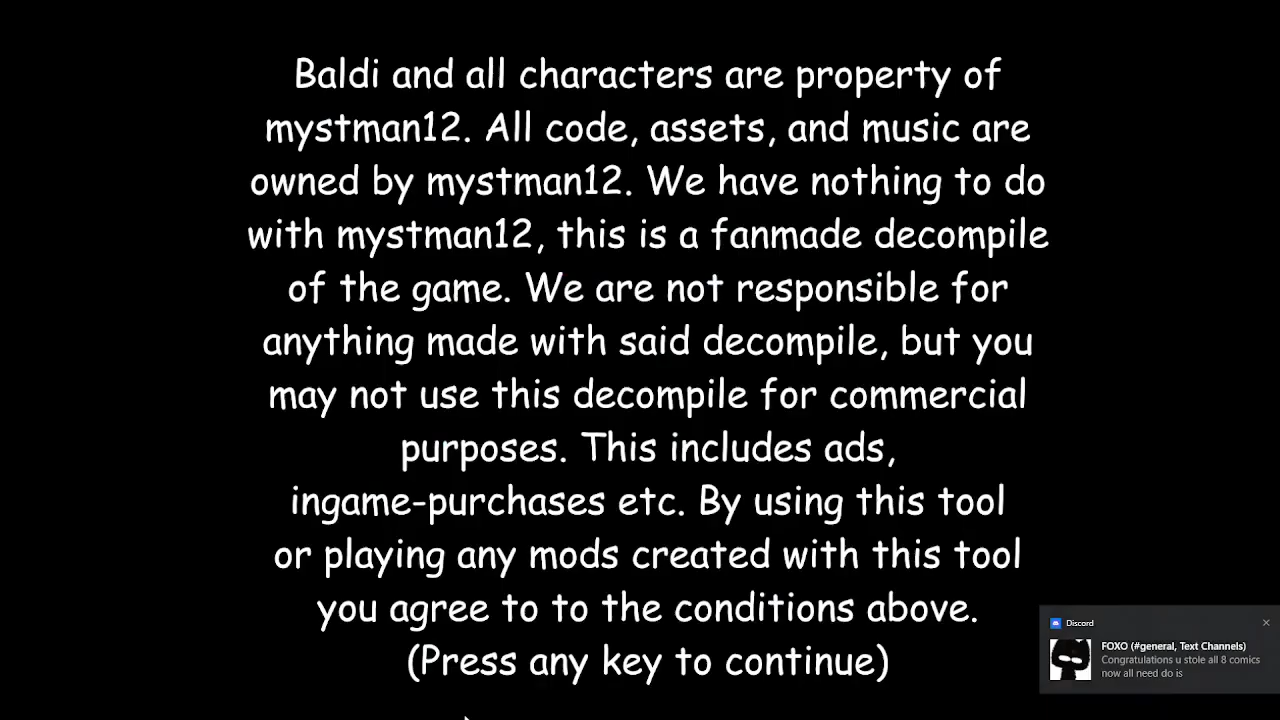 Baldi and all characters are property of
mystman12. All code, assets, and music are
owned by mystman12. We have nothing to do
with mystman12, this is a fanmade decompile
of the game. We are not responsible for
anything made with said decompile, but you
may not use this decompile for commercial
purposes. This includes ads,
ingame-purchases etc. By using this tool
or playing any mods created with this tool
you agree to to the conditions above.
(Press any key to continue)
Discord
FOXO (#general, Text Channels)
Congratulations u stole all 8 comics
now all need do is